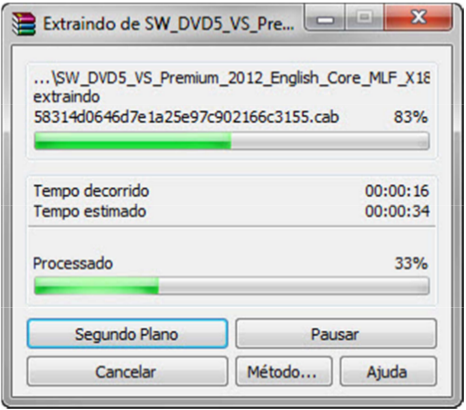 Extraindo de SW_DVD5_VS_Pre...
...\SW_DVD5_VS_Premium_2012_English_Core_MLF_X18
extraindo
58314d0646d7e1a25e97c902166c3155.cab 83%
Tempo decorrido 00:00:16
Tempo estimado 00:00:34
Processado 33%
Segundo Plano Pausar
Cancelar Método... Ajuda